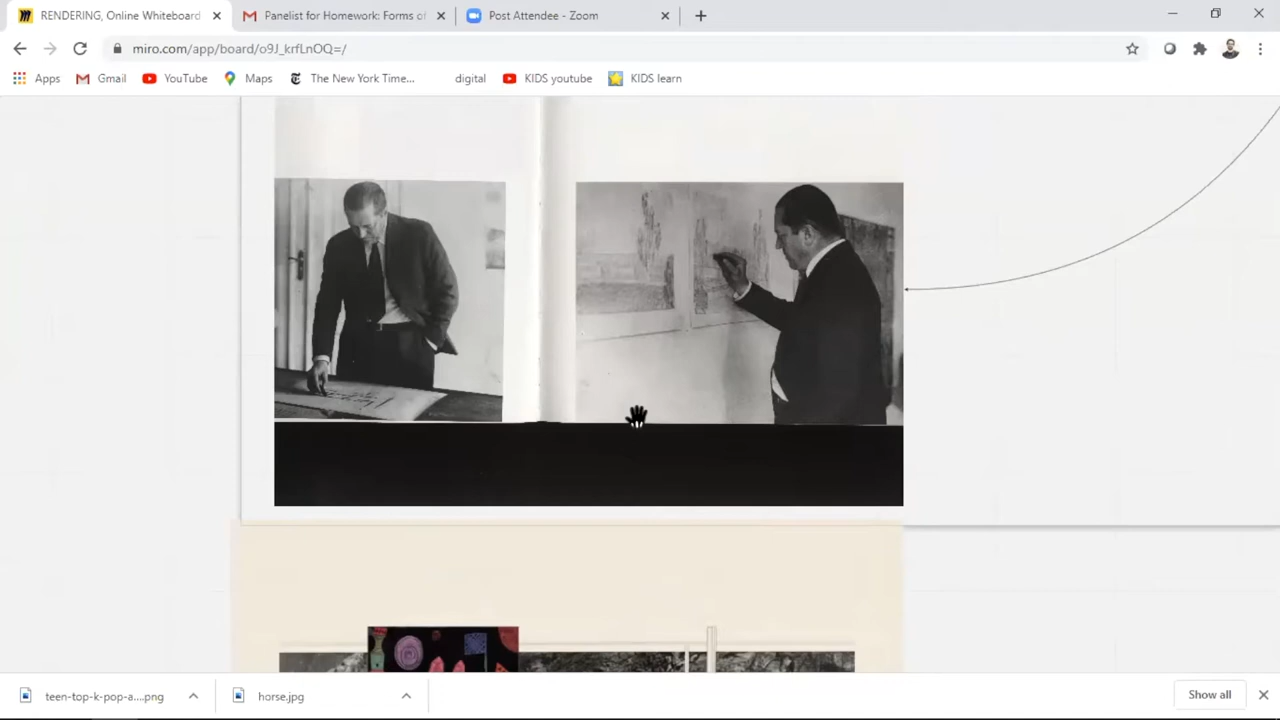 RENDERING, Online Whiteboard
Panelist for Homework: Forms of
Post Attendee - Zoom
miro.com/app/board/o9J_krfLnOQ=/
Apps
Gmail
YouTube
Maps
The New York Time...
digital
KIDS youtube
KIDS learn
teen-top-k-pop-a....png
horse.jpg
Show all